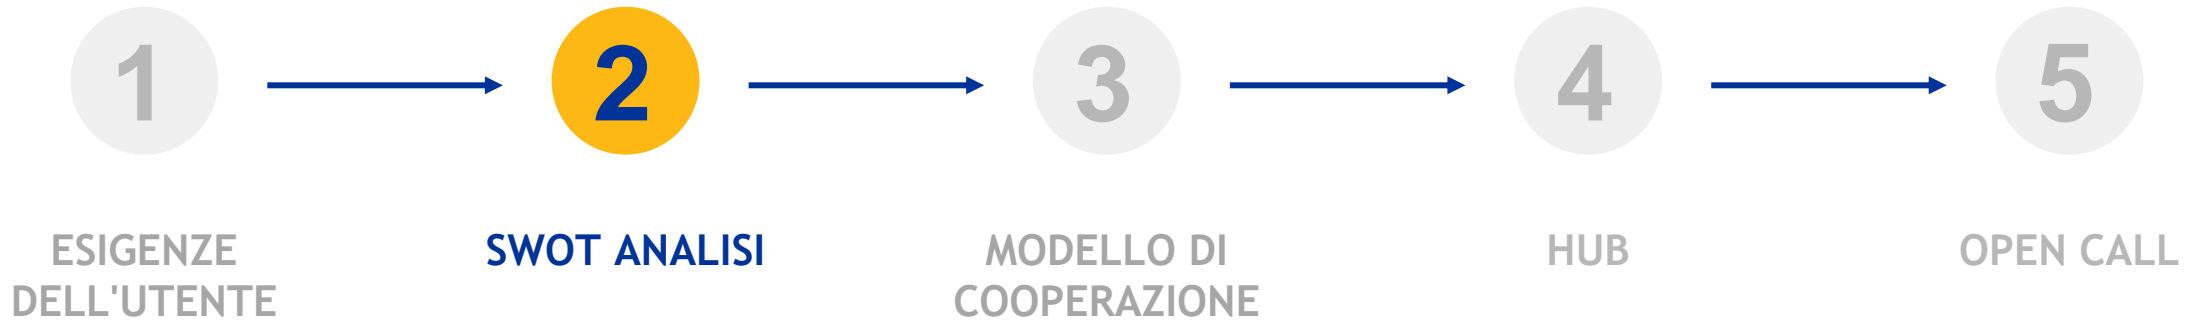 1
2
3
4
5
ESIGENZE
DELL'UTENTE
SWOT ANALISI
MODELLO DI
COOPERAZIONE
HUB
OPEN CALL